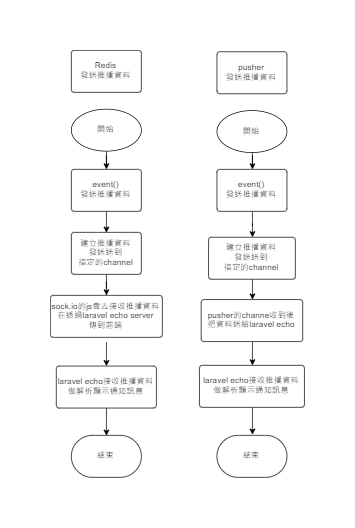 Redis
發送推播資料
開始
event()
發送推播資料
建立推播資料
發送送到
指定的channel
sock.io的js會去接收推播資料
在透過laravel echo server
傳到前端
laravel echo接收推播資料
做解析顯示通知訊息
結束
pusher
發送推播資料
開始
event()
發送推播資料
建立推播資料
發送送到
指定的channel
pusher的channe收到後
把資料送給laravel echo
laravel echo接收推播資料
做解析顯示通知訊息
結束